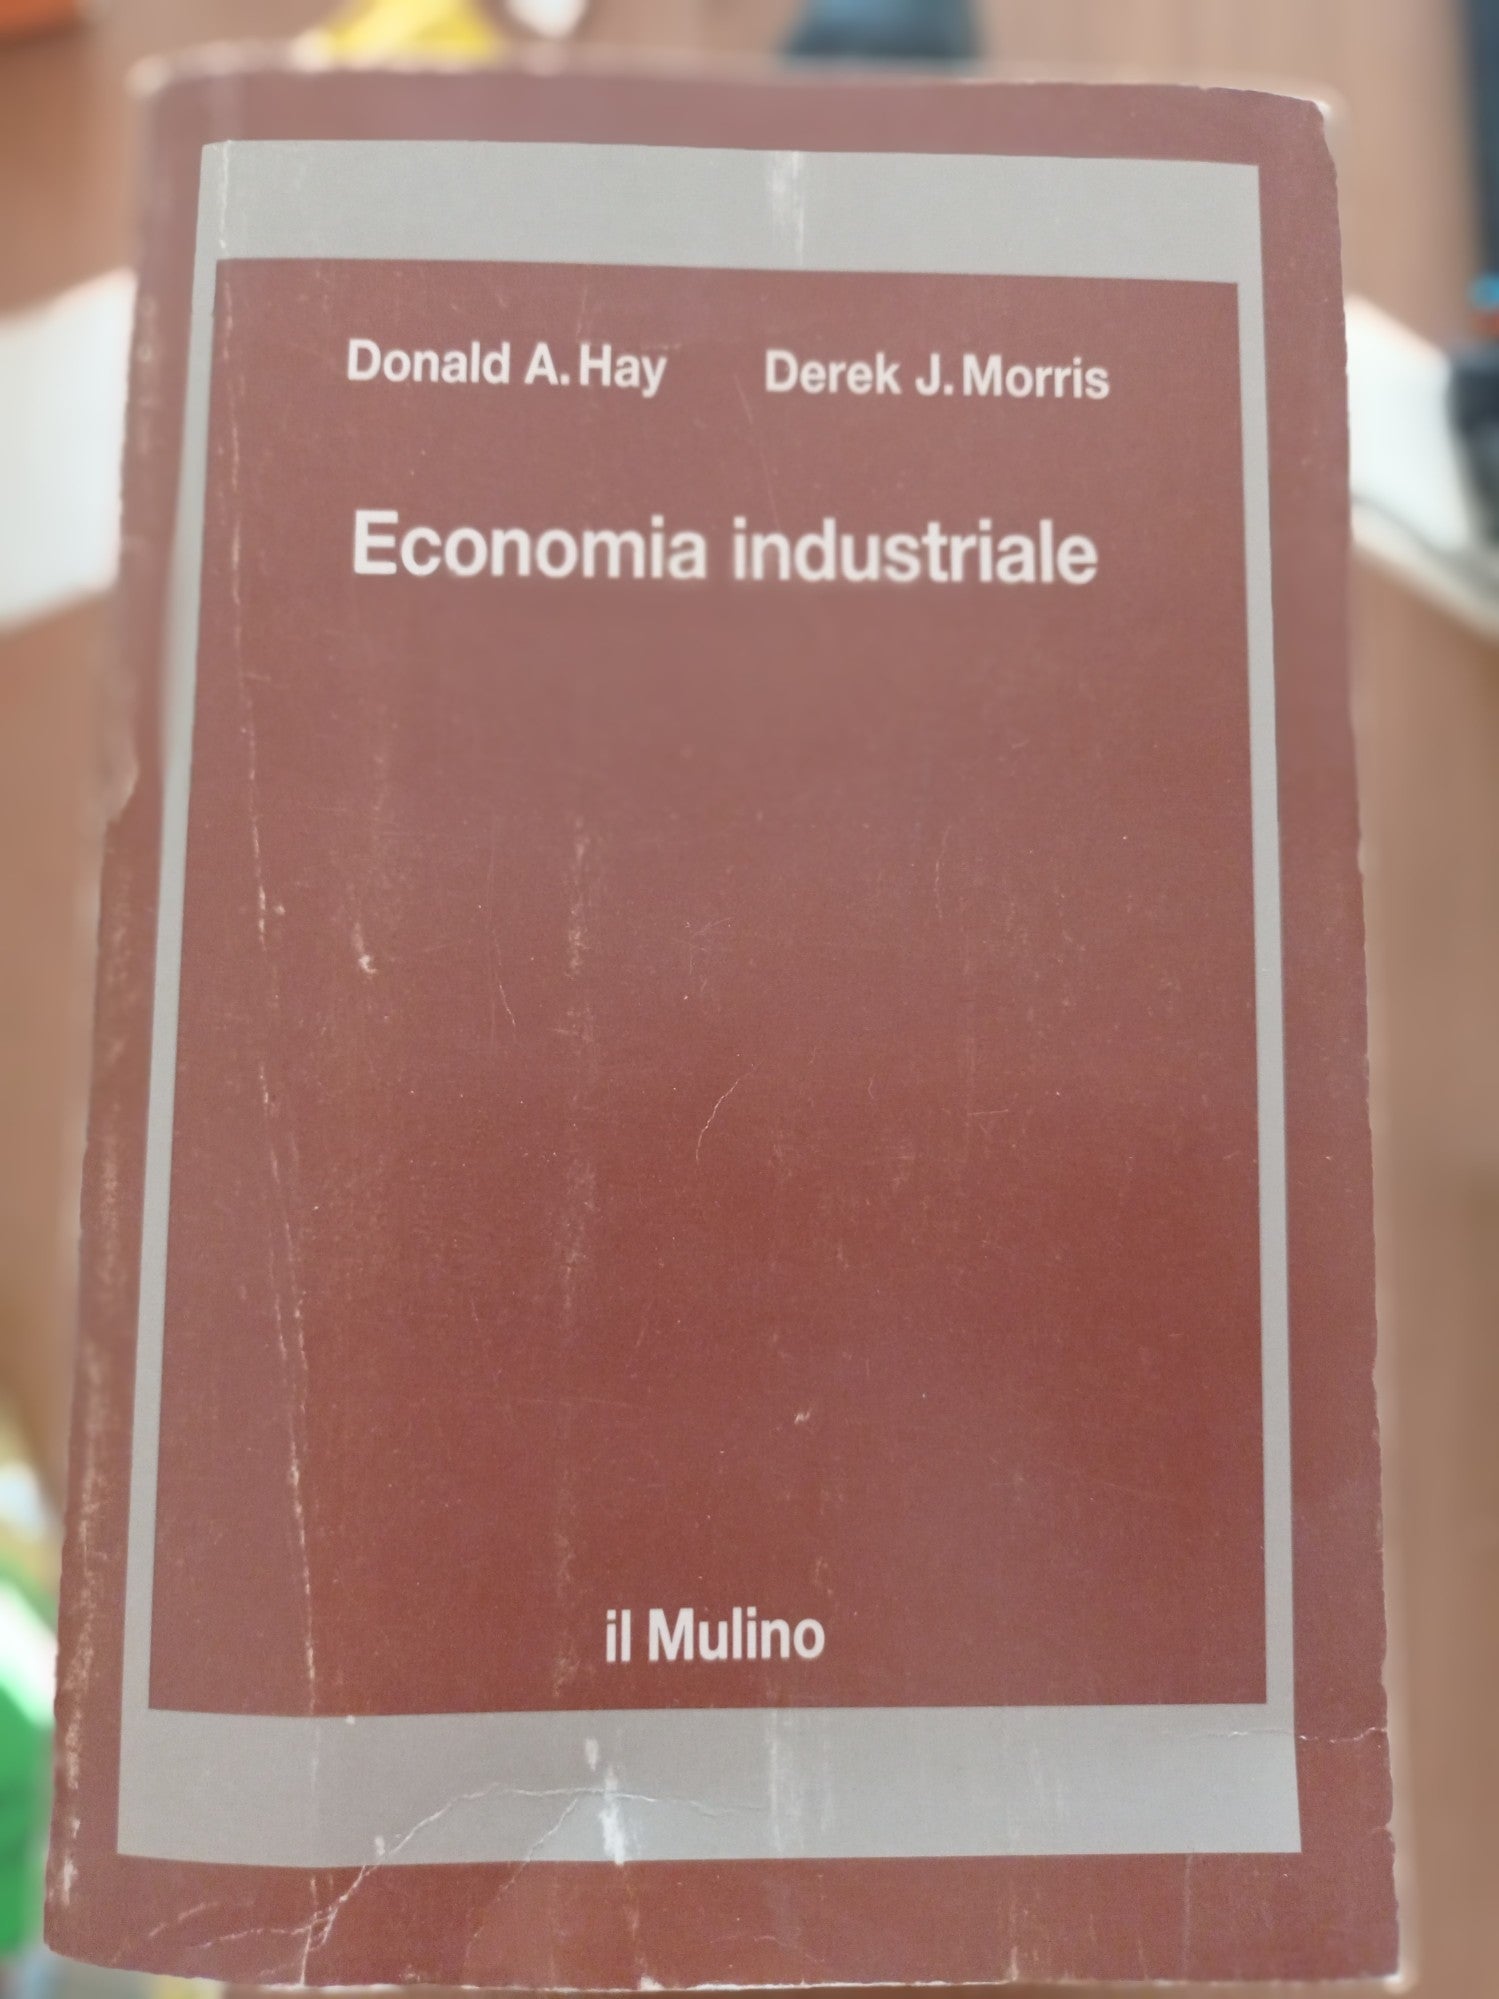 Donald A. Hay Derek J. Morris
Economia industriale
il Mulino